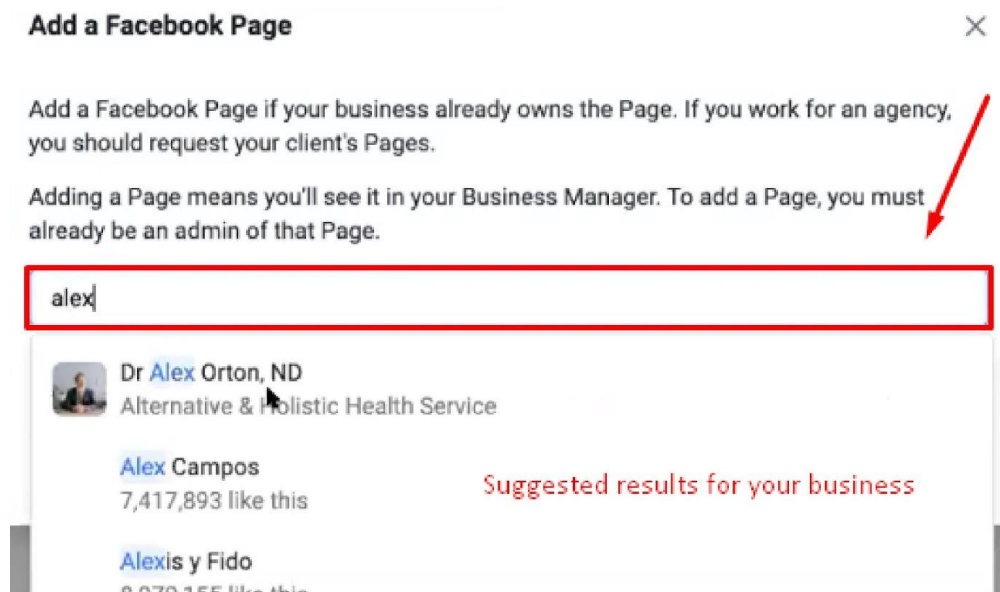 Add a Facebook Page
Add a Facebook Page if your business already owns the Page. If you work for an agency,
you should request your client's Pages.
Adding a Page means you'll see it in your Business Manager. To add a Page, you must
already be an admin of that Page.
alex
Dr Alex Orton, ND
Alternative & Holistic Health Service
Alex Campos
7,417,893 like this
Suggested results for your business
Alexis y Fido
like this